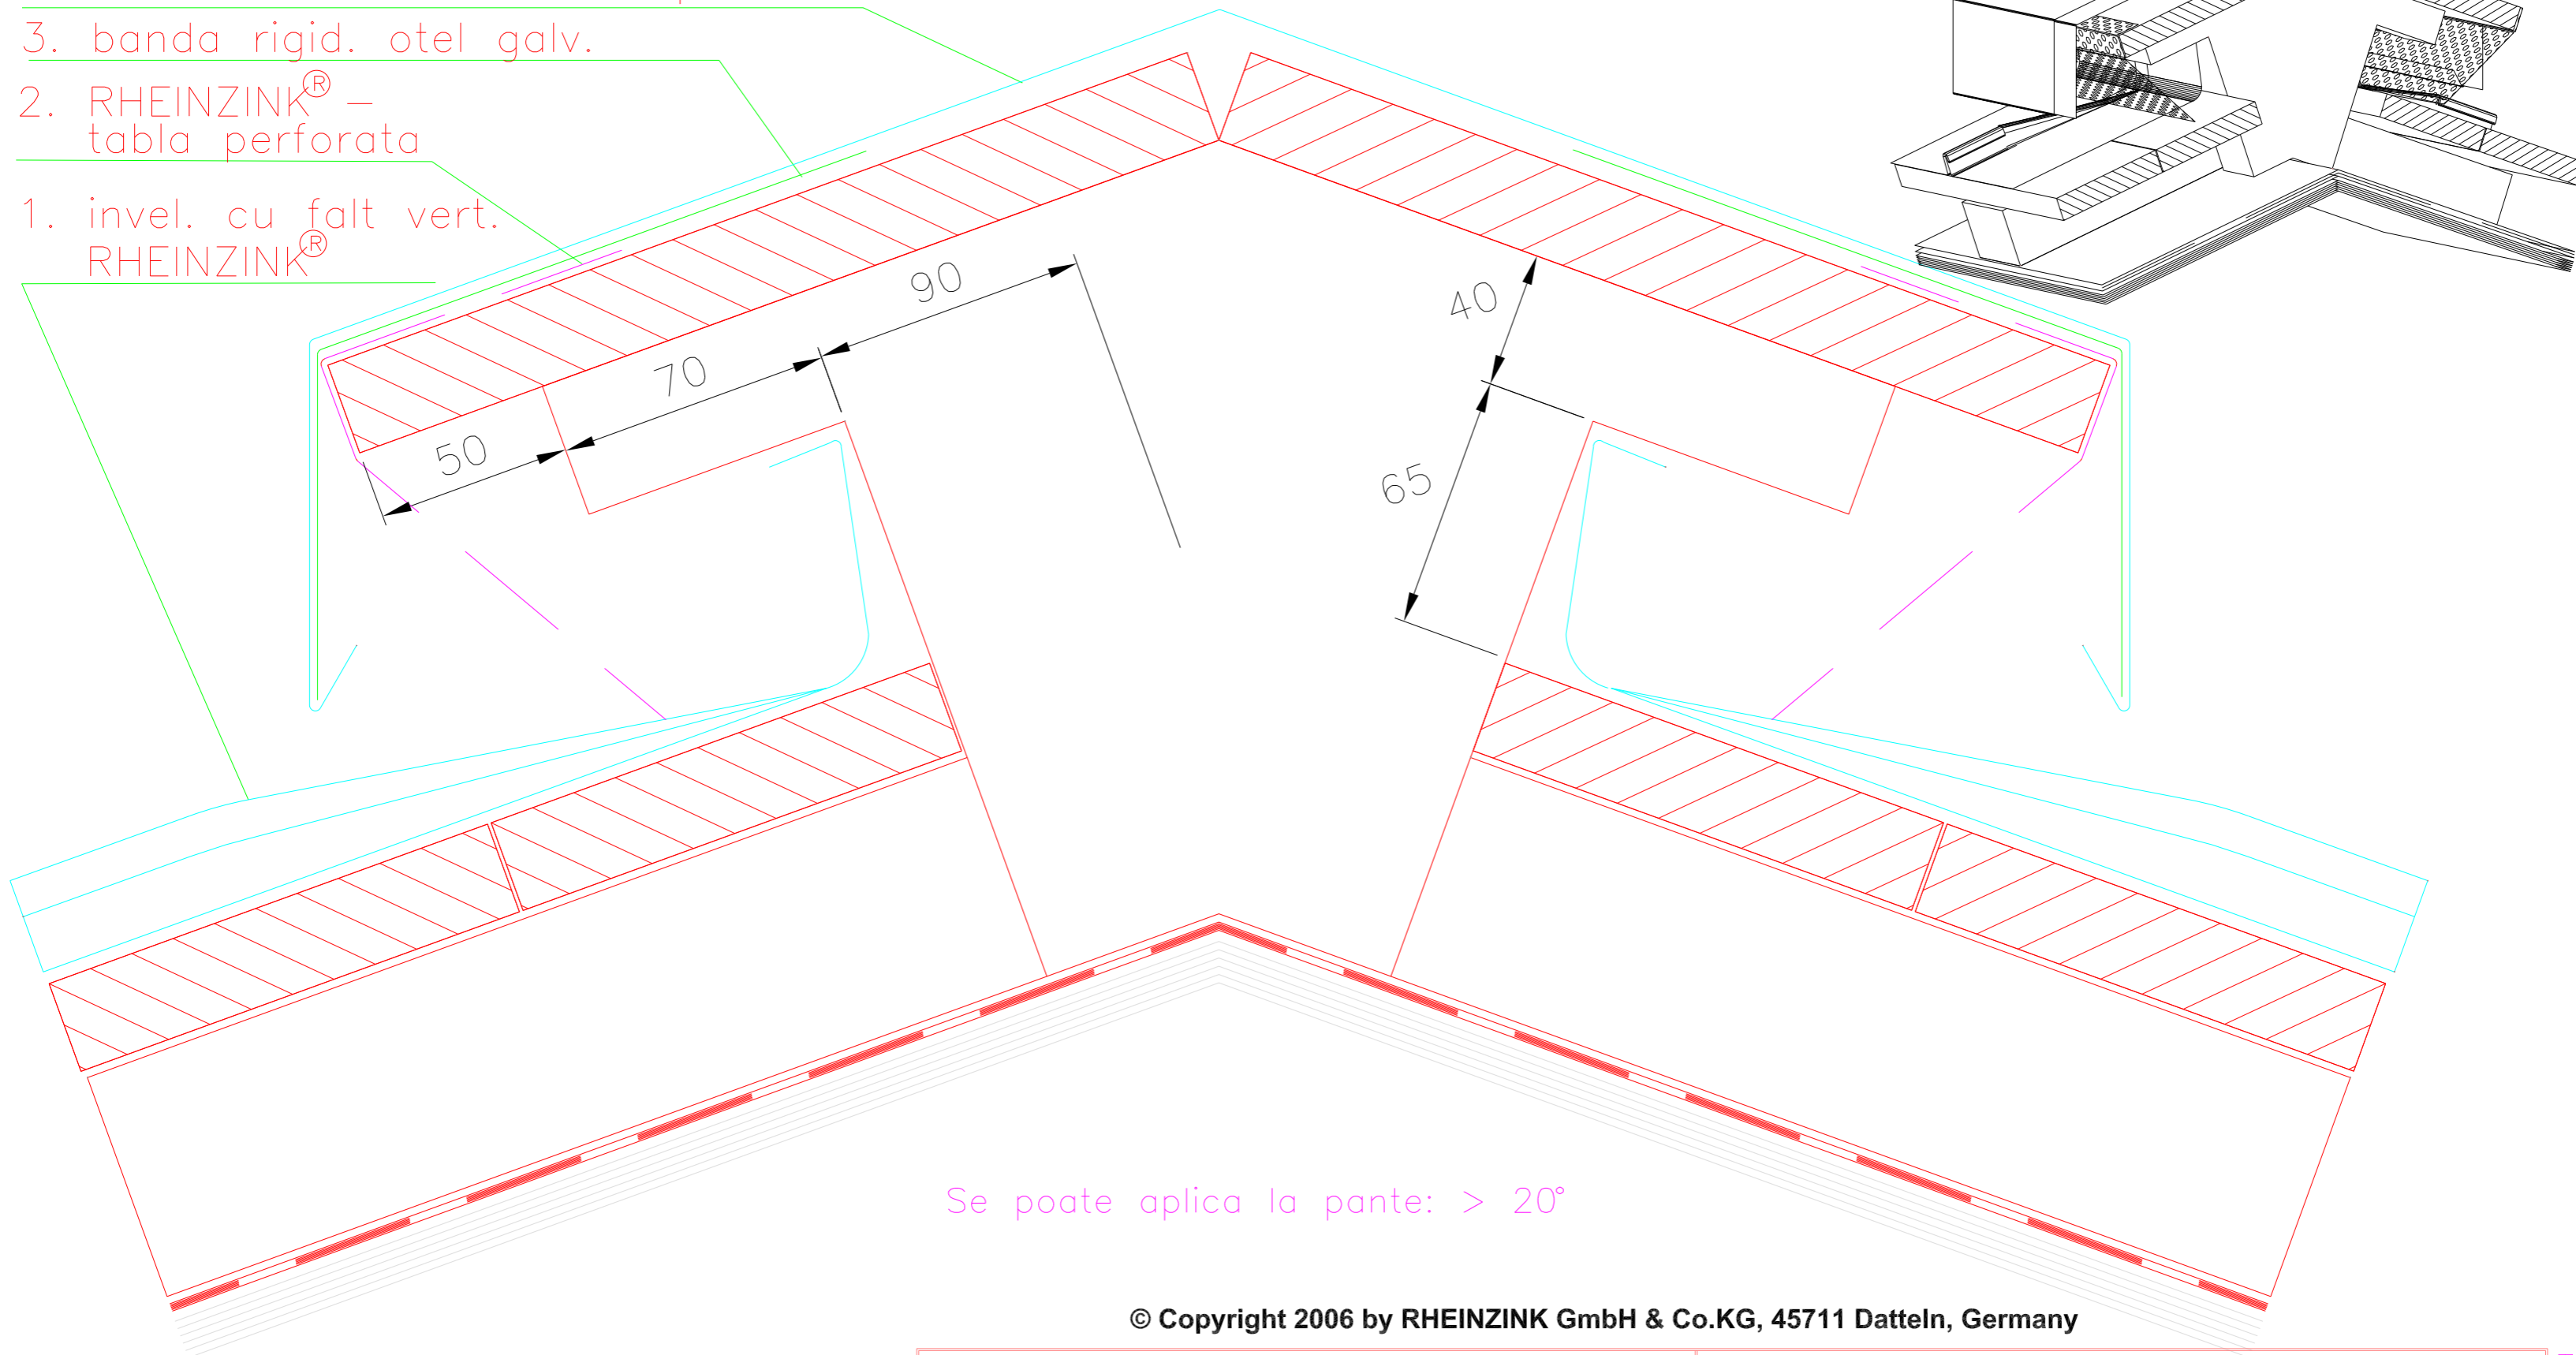 3. banda rigid. otel galv.
2. RHEINZINK® –
tabla perforata
1. invel. cu falt vert.
RHEINZINK®
90
70
50
40
65
Se poate aplica la pante: > 20°
© Copyright 2006 by RHEINZINK GmbH & Co.KG, 45711 Datteln, Germany